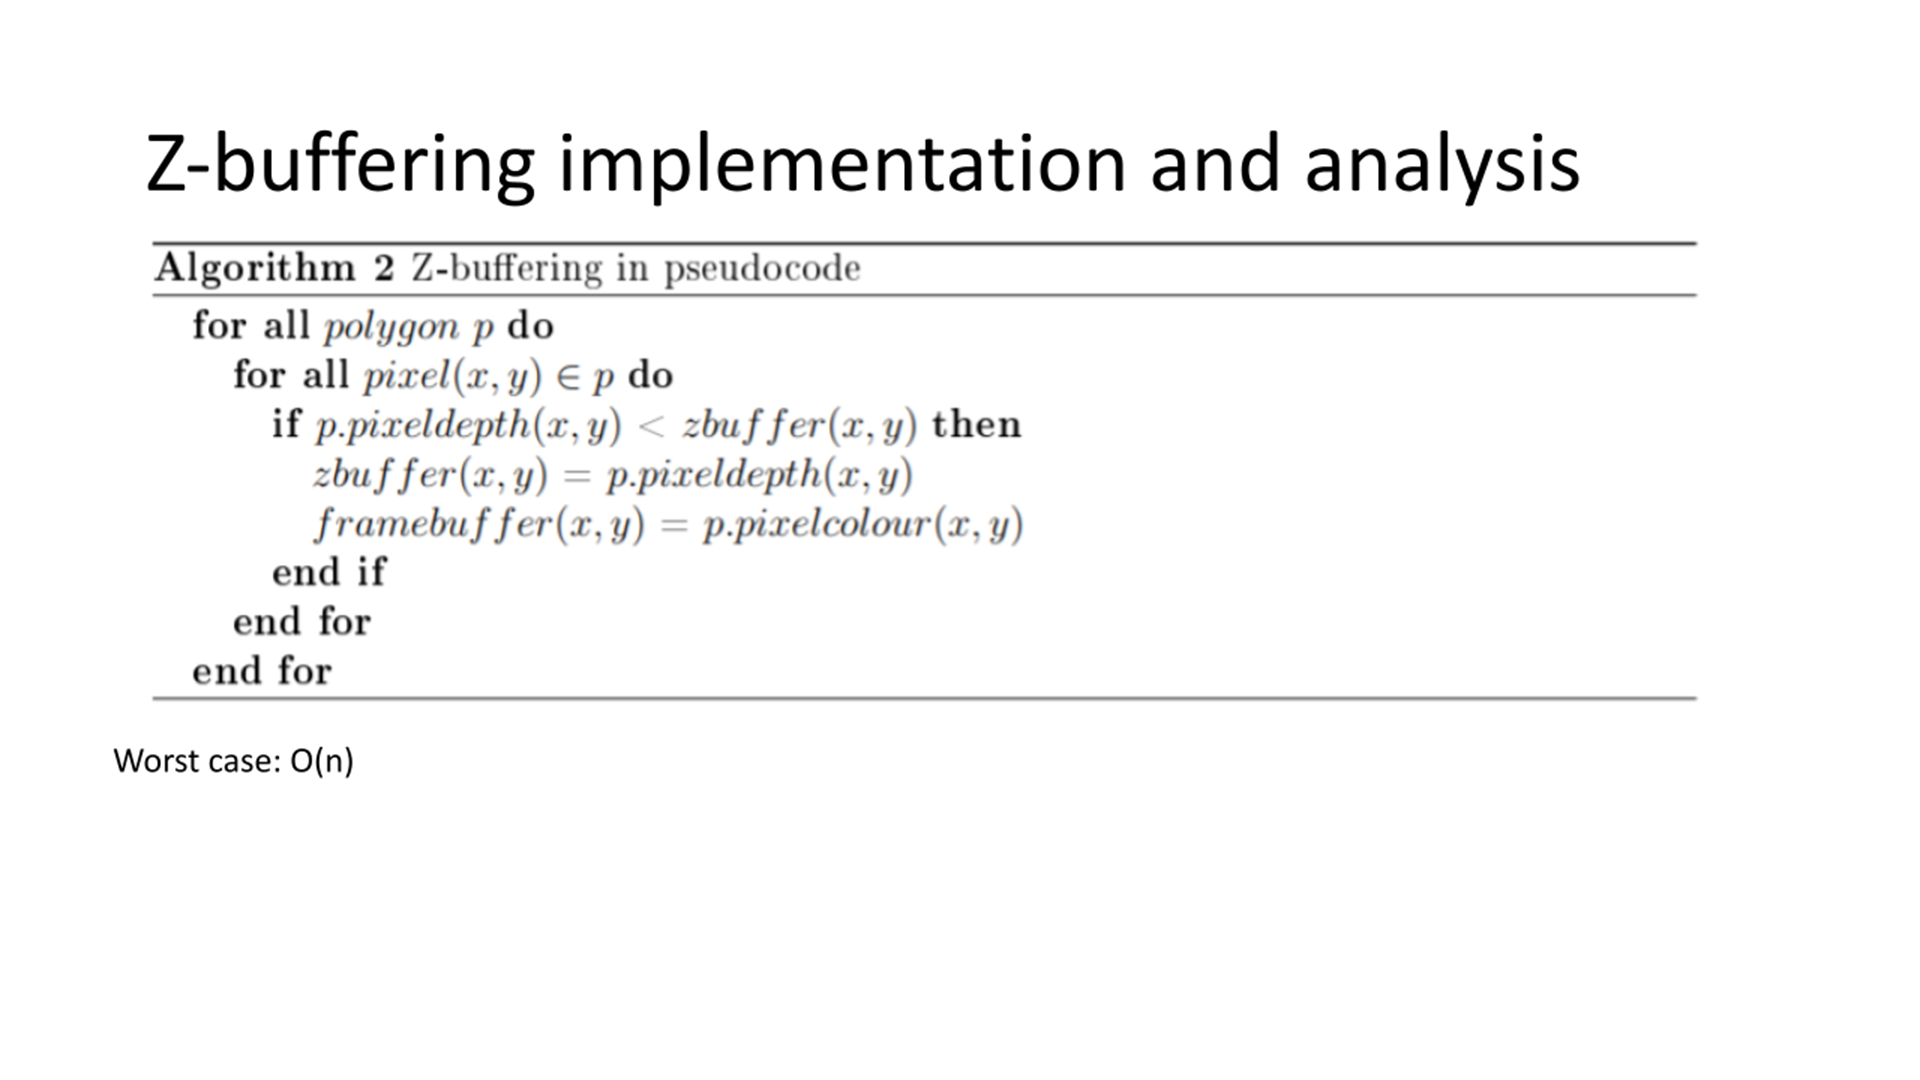 Z-buffering implementation and analysis
Algorithm 2 Z-buffering in pseudocode
for all polygon p do
for all pixel(x, y) ∈ p do
if p.pixeldepth(x, y) < zbuffer(x, y) then
zbuffer(x, y) = p.pixeldepth(x, y)
framebuffer(x, y) = p.pixelcolour(x, y)
end if
end for
end for
Worst case: O(n)